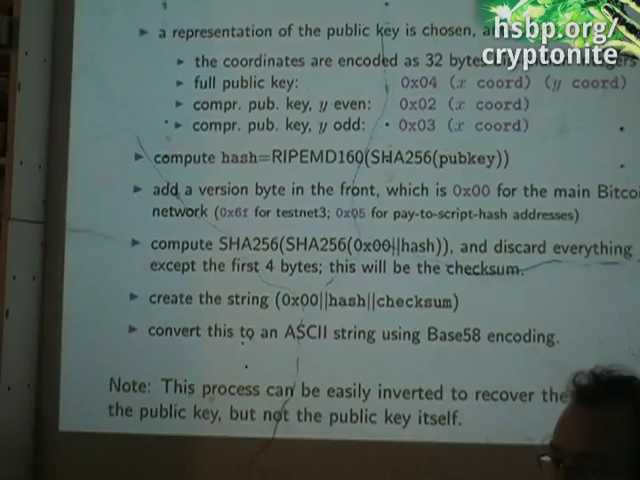 a representation of the public key is chosen,
hsbp.org/
cryptonite
the coordinates are encoded as 32
full public key: 0x04 (x coord) (y coord)
compr. pub. key, y even: 0x02 (x coord)
compr. pub. key, y odd: 0x03 (x coord)
compute hash=RIPEMD160(SHA256(pubkey))
add a version byte in the front, which is 0x00 for the main
network (0x6f for testnet3; 0x05 for pay-to-script-hash addresses)
compute SHA256(SHA256(0x00||hash)), and discard everything
except the first 4 bytes; this will be the checksum.
create the string (0x00||hash||checksum)
convert this to an ASCII string using Base58 encoding.
Note: This process can be easily inverted to recover the
the public key, but not the public key itself.